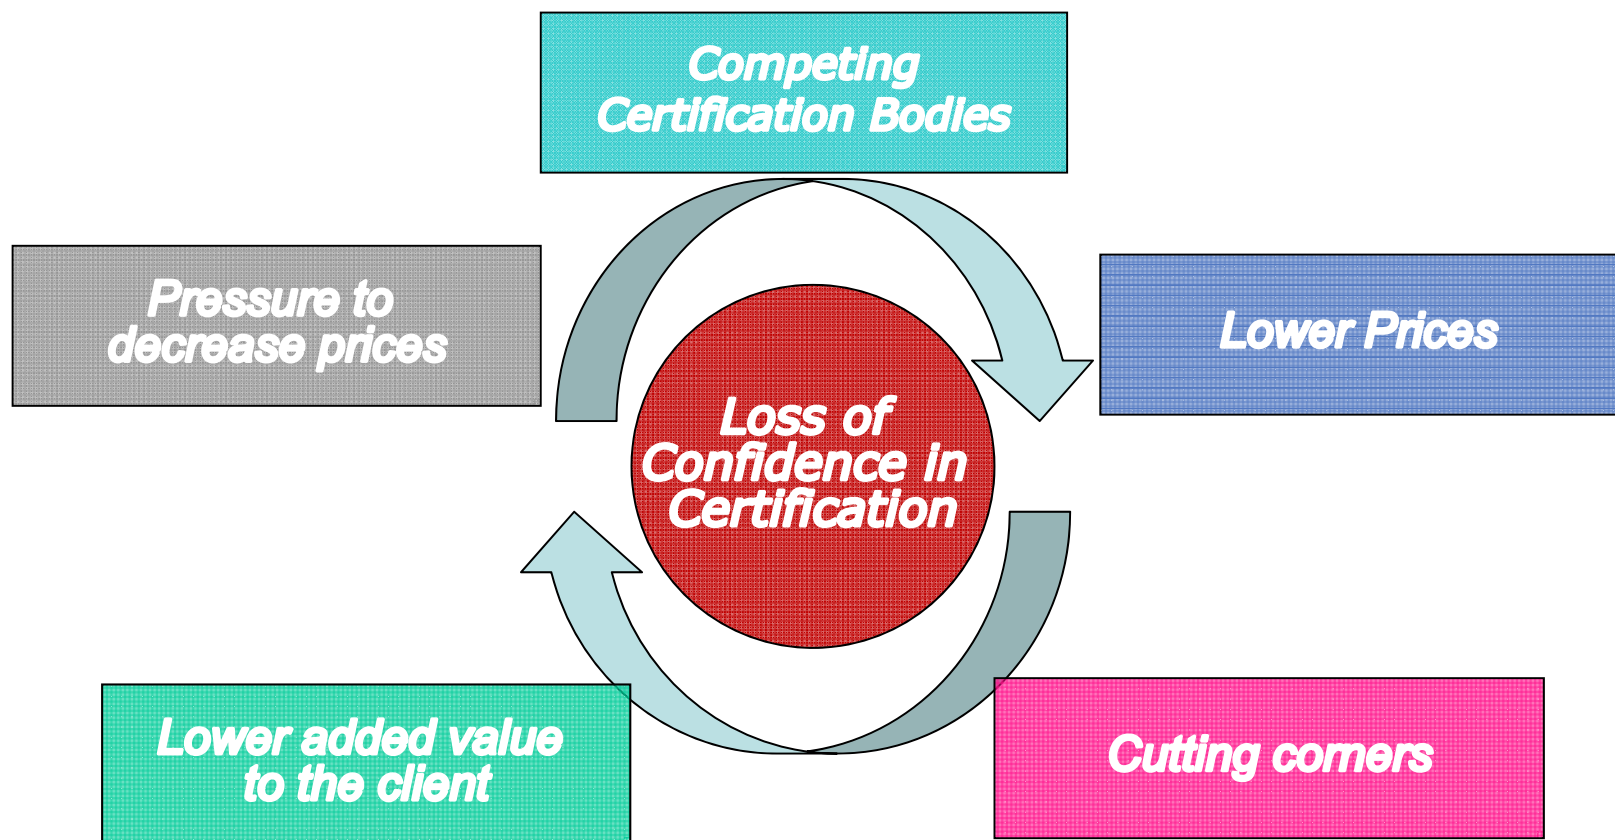 Competing
Certification Bodies
Pressure to
decrease prices
Lower Prices
Loss of
Confidence in
Certification
Lower added value
to the client
Cutting corners